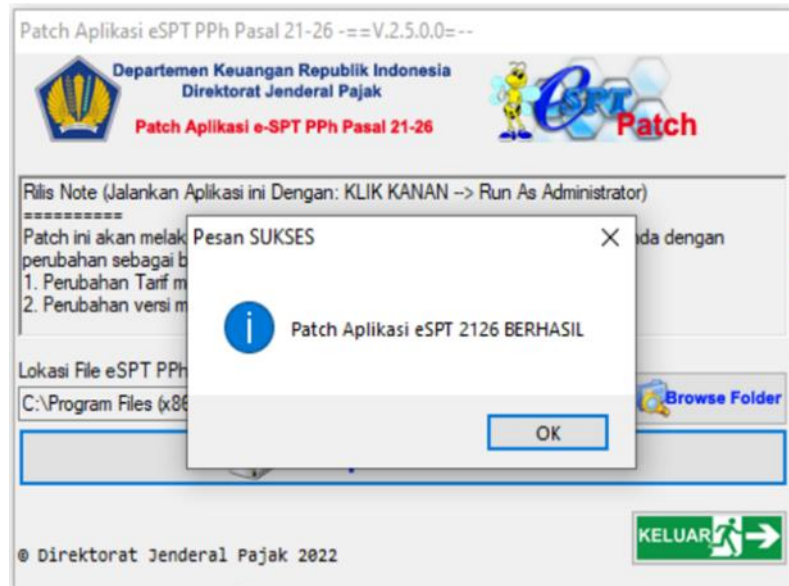 Patch Aplikasi eSPT PPh Pasal 21-26 -==V.2.5.0.0=--
Departemen Keuangan Republik Indonesia
Direktorat Jenderal Pajak
Patch Aplikasi e-SPT PPh Pasal 21-26
eSPT
Patch
Rilis Note (Jalankan Aplikasi ini Dengan: KLIK KANAN --> Run As Administrator)
==========
Patch ini akan melak
nda dengan
perubahan sebagai b
1. Perubahan Tarif m
2. Perubahan versi m
Pesan SUKSES
Patch Aplikasi eSPT 2126 BERHASIL
OK
Lokasi File eSPT PPh
C:\Program Files (x86
Browse Folder
KELUAR
© Direktorat Jenderal Pajak 2022